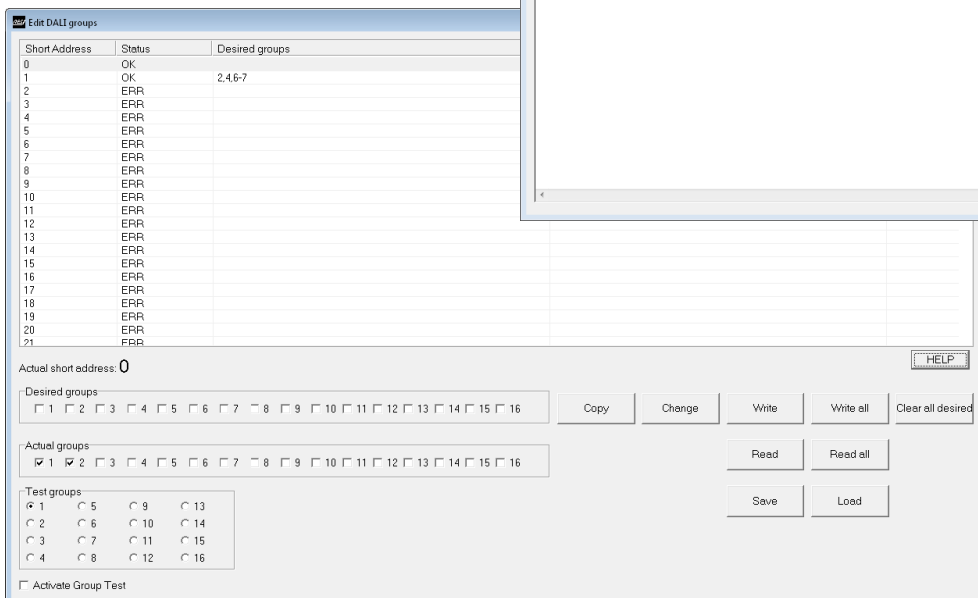 DALI Edit DALI groups
Short Address Status Desired groups
0 OK
1 OK 2,4,6-7
2 ERR
3 ERR
4 ERR
5 ERR
6 ERR
7 ERR
8 ERR
9 ERR
10 ERR
11 ERR
12 ERR
13 ERR
14 ERR
15 ERR
16 ERR
17 ERR
18 ERR
19 ERR
20 ERR
21 ERR
HELP
Actual short address: 0
Desired groups
1 2 3 4 5 6 7 8 9 10 11 12 13 14 15 16
Copy Change Write Write all Clear all desired
Actual groups
1 2 3 4 5 6 7 8 9 10 11 12 13 14 15 16
Read Read all
Test groups
1 5 9 13
2 6 10 14
3 7 11 15
4 8 12 16
Save Load
Activate Group Test